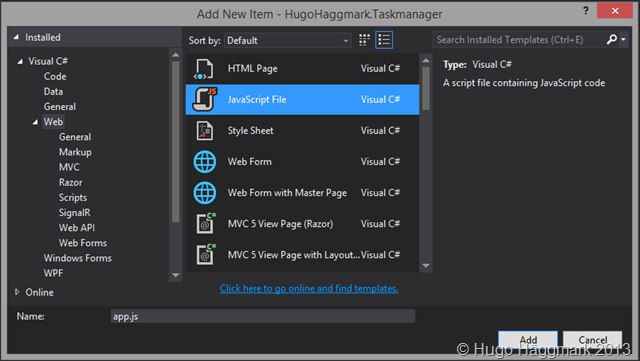 Add New Item - HugoHaggmark.Taskmanager
?
Installed
Sort by: Default
Search Installed Templates (Ctrl+E)
Visual C#
Code
Data
General
Web
General
Markup
MVC
Razor
Scripts
SignalR
Web API
Web Forms
Windows Forms
WPF
Online
HTML Page Visual C#
JavaScript File Visual C#
Style Sheet Visual C#
Web Form Visual C#
Web Form with Master Page Visual C#
MVC 5 View Page (Razor) Visual C#
MVC 5 View Page with Layout... Visual C#
Click here to go online and find templates.
Type: Visual C#
A script file containing JavaScript code
Name: app.js
Add
Cancel
© Hugo Haggmark 2013